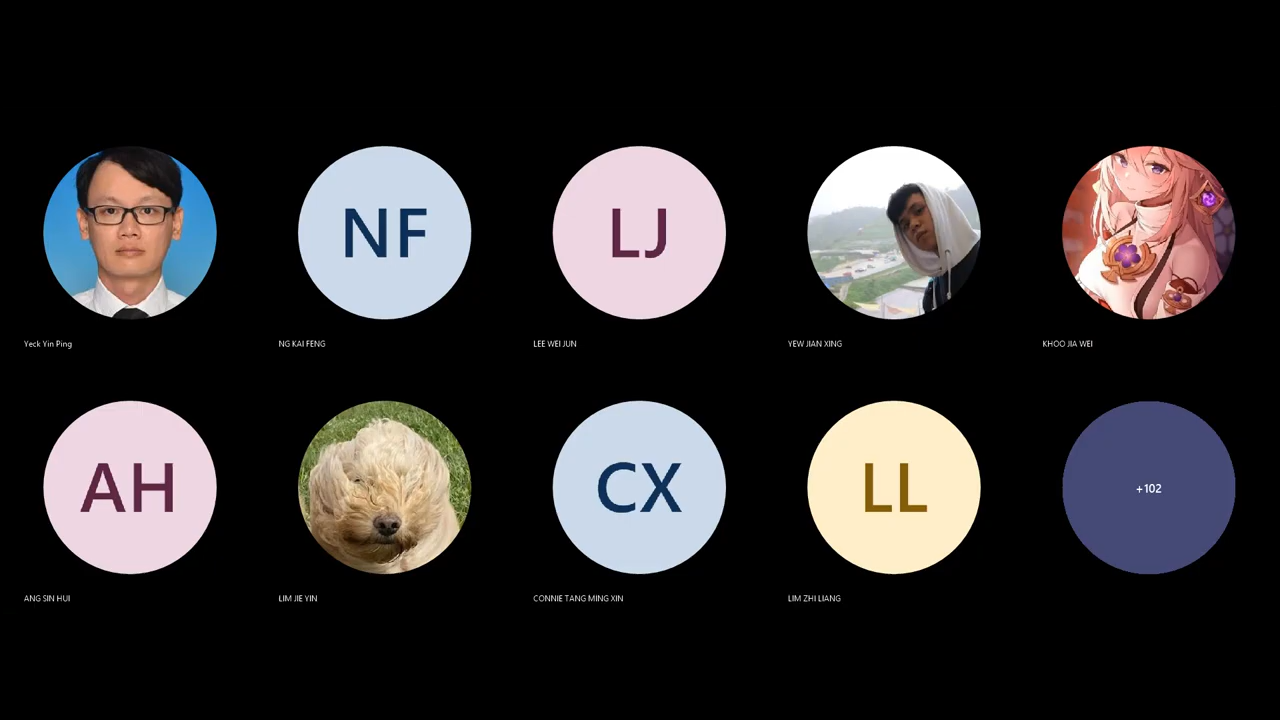 NF
LJ
Yeck Yin Ping
NG KAI FENG
LEE WEI JUN
YEW JIAN XING
KHOO JIA WEI
AH
CX
LL
+102
ANG SIN HUI
LIM JIE YIN
CONNIE TANG MING XIN
LIM ZHI LIANG